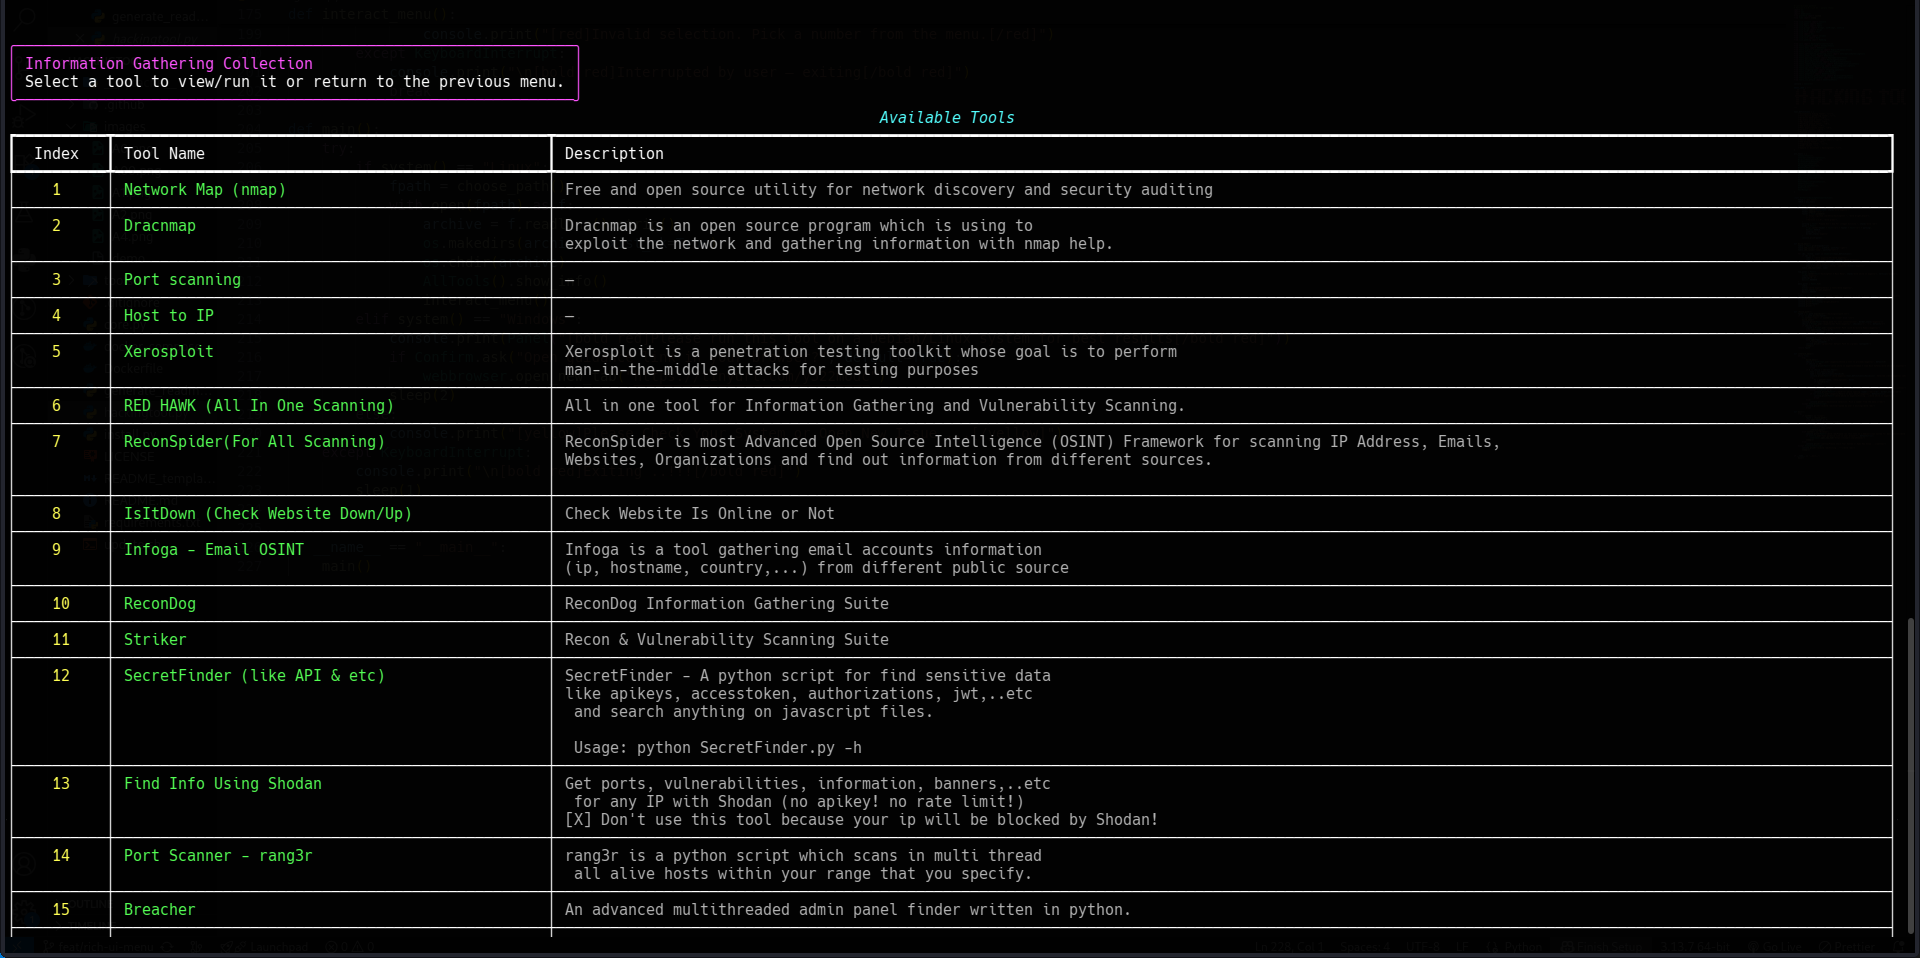 Information Gathering Collection
Select a tool to view/run it or return to the previous menu.
Available Tools
Index Tool Name Description
1 Network Map (nmap) Free and open source utility for network discovery and security auditing
2 Dracnmap Dracnmap is an open source program which is using to
exploit the network and gathering information with nmap help.
3 Port scanning —
4 Host to IP —
5 Xerosploit Xerosploit is a penetration testing toolkit whose goal is to perform
man-in-the-middle attacks for testing purposes
6 RED HAWK (All In One Scanning) All in one tool for Information Gathering and Vulnerability Scanning.
7 ReconSpider(For All Scanning) ReconSpider is most Advanced Open Source Intelligence (OSINT) Framework for scanning IP Address, Emails,
Websites, Organizations and find out information from different sources.
8 IsItDown (Check Website Down/Up) Check Website Is Online or Not
9 Infoga - Email OSINT Infoga is a tool gathering email accounts information
(ip, hostname, country,...) from different public source
10 ReconDog ReconDog Information Gathering Suite
11 Striker Recon & Vulnerability Scanning Suite
12 SecretFinder (like API & etc) SecretFinder - A python script for find sensitive data
like apikeys, accesstoken, authorizations, jwt,..etc
and search anything on javascript files.
Usage: python SecretFinder.py -h
13 Find Info Using Shodan Get ports, vulnerabilities, information, banners,..etc
for any IP with Shodan (no apikey! no rate limit!)
[X] Don't use this tool because your ip will be blocked by Shodan!
14 Port Scanner - rang3r rang3r is a python script which scans in multi thread
all alive hosts within your range that you specify.
15 Breacher An advanced multithreaded admin panel finder written in python.